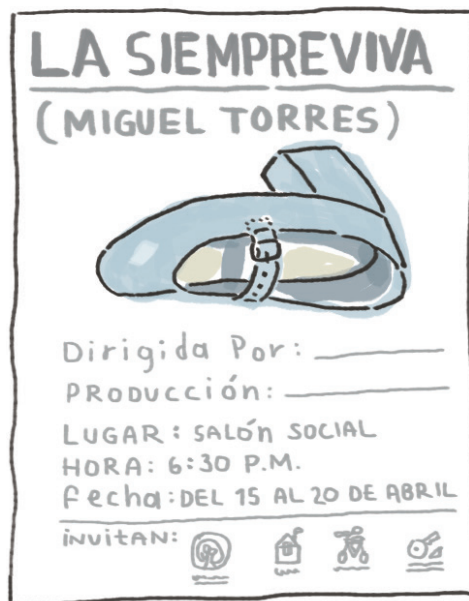 LA SIEMPREVIVA
(MIGUEL TORRES)
Dirigida Por:
PRODUCCIÓN:
LUGAR: SALÓN SOCIAL
HORA: 6:30 P.M.
Fecha: DEL 15 AL 20 DE ABRIL
iNVitAN: